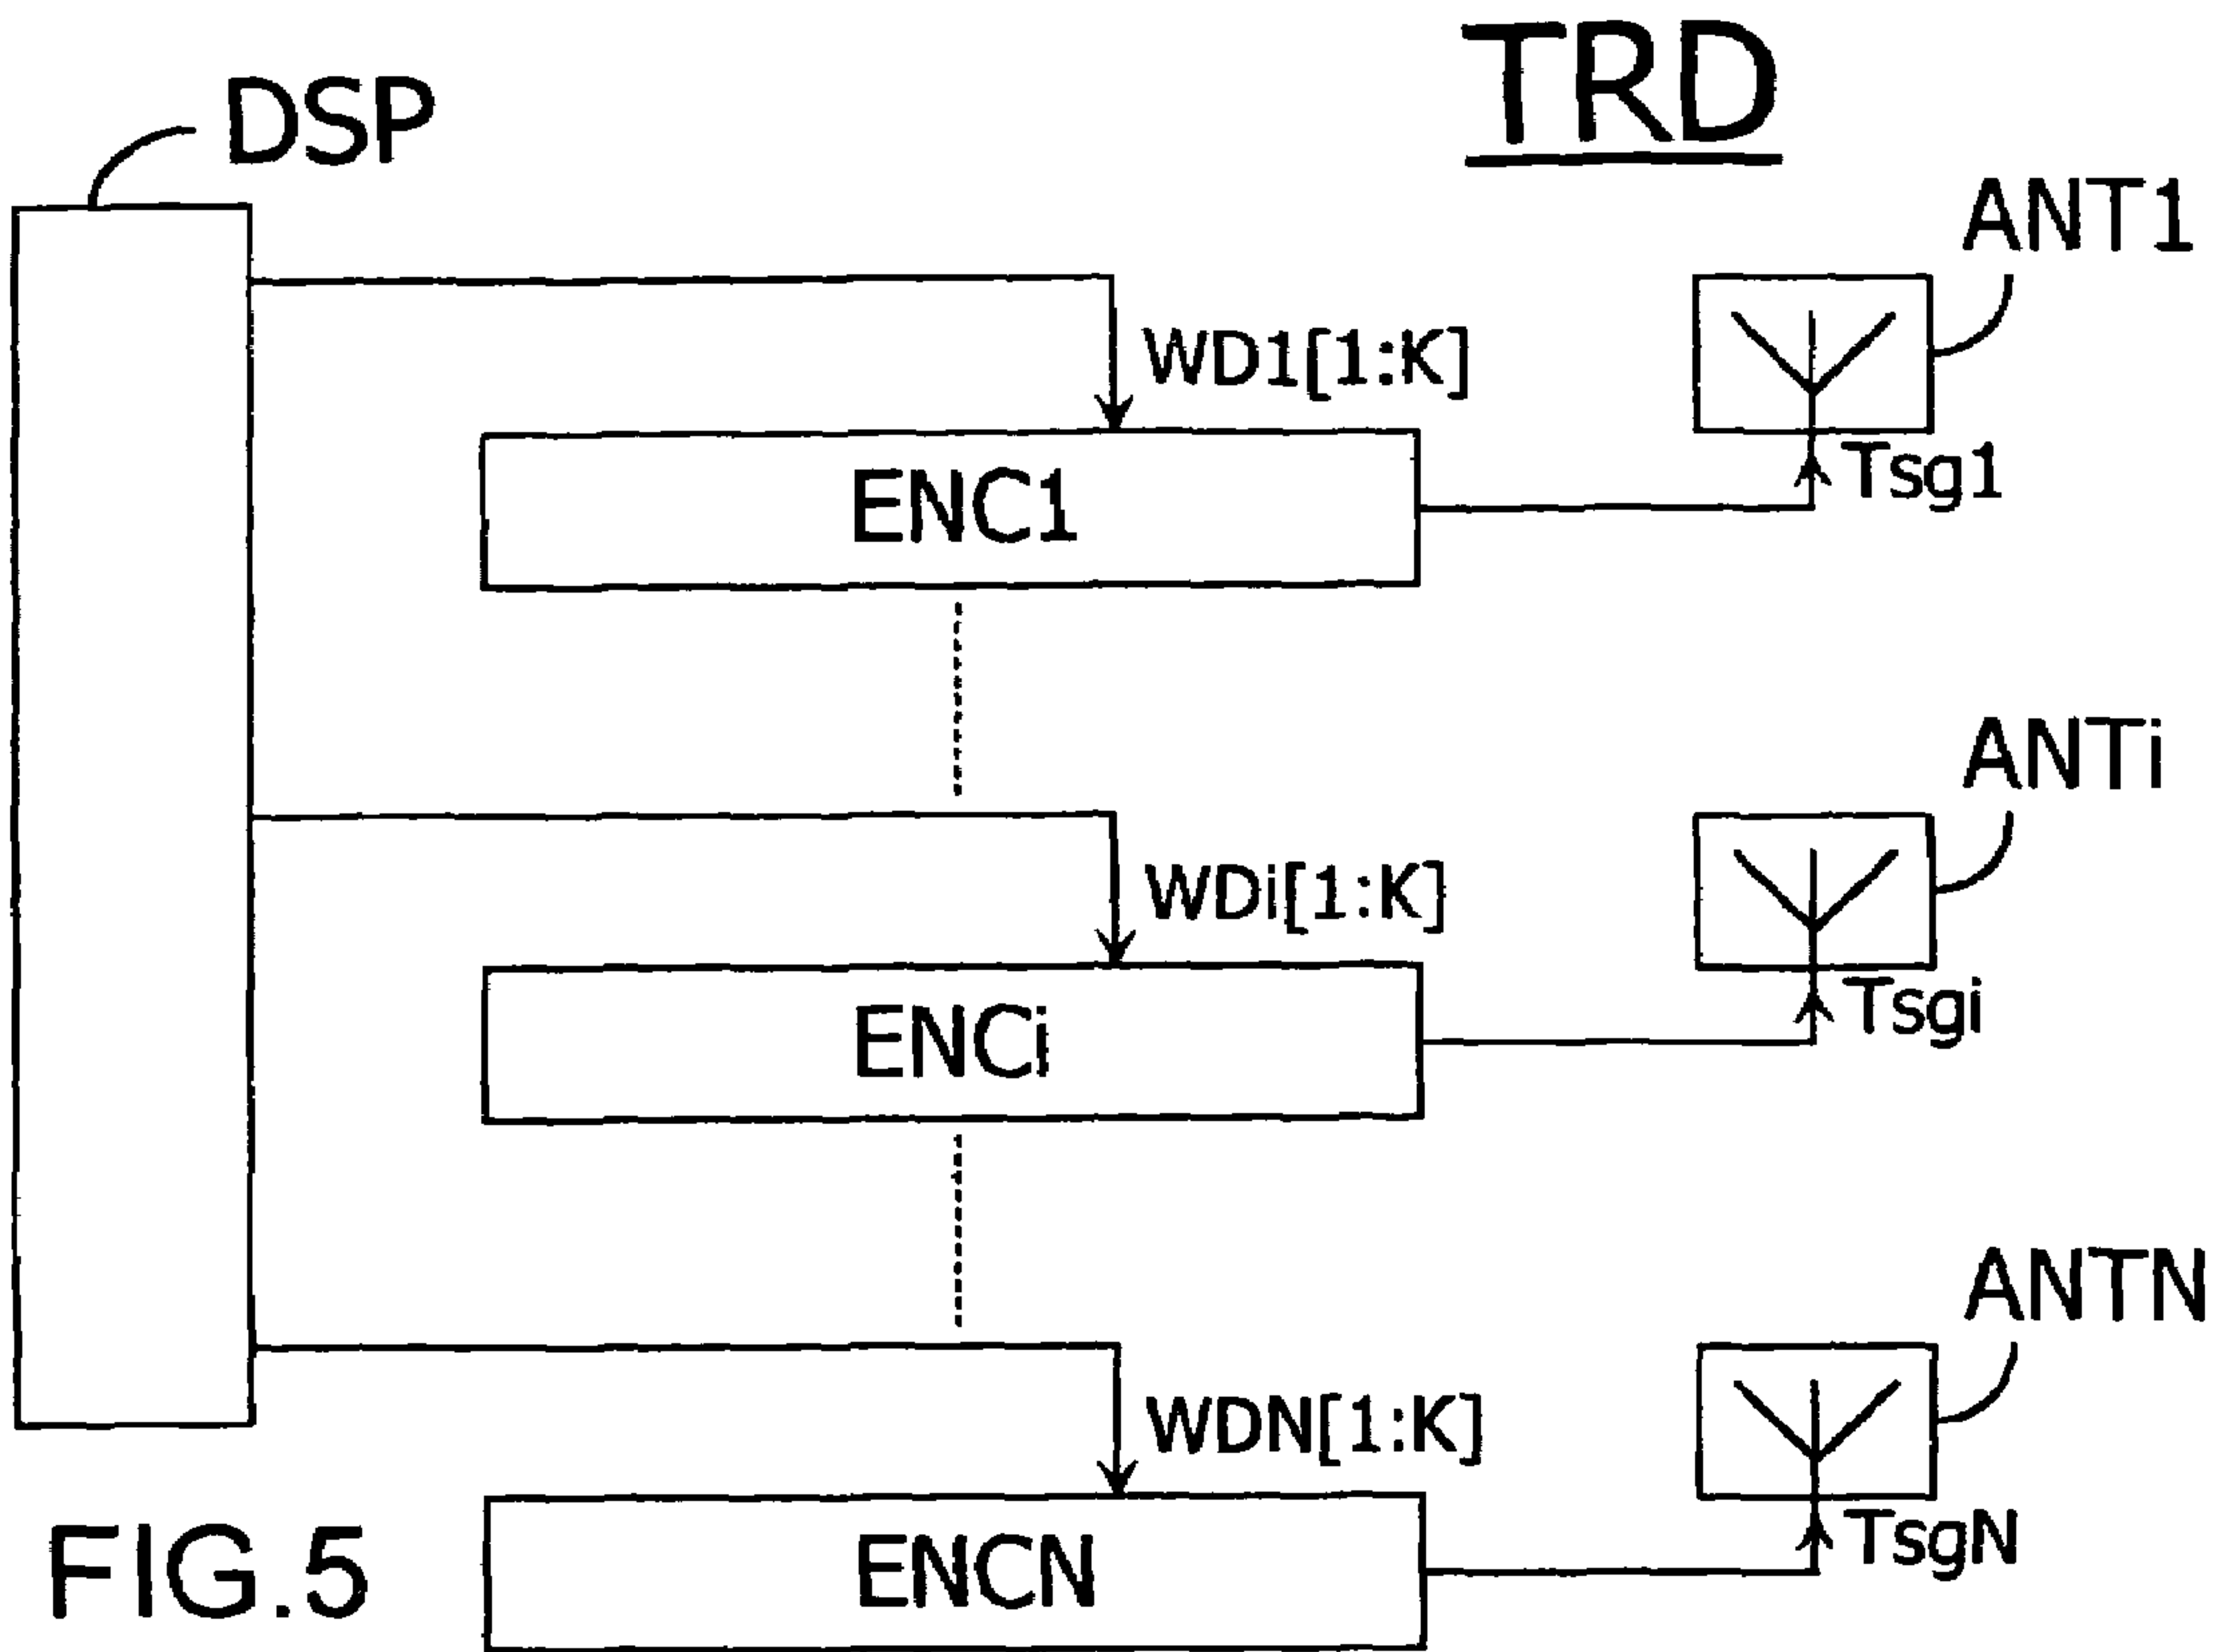 TRD
DSP
ANT1
WD1[1:K]
ENC1
Tsg1
ANTi
WDi[1:K]
Tsgi
ENCi
ANTN
WDN[1:K]
TsgN
ENCN
FIG.5